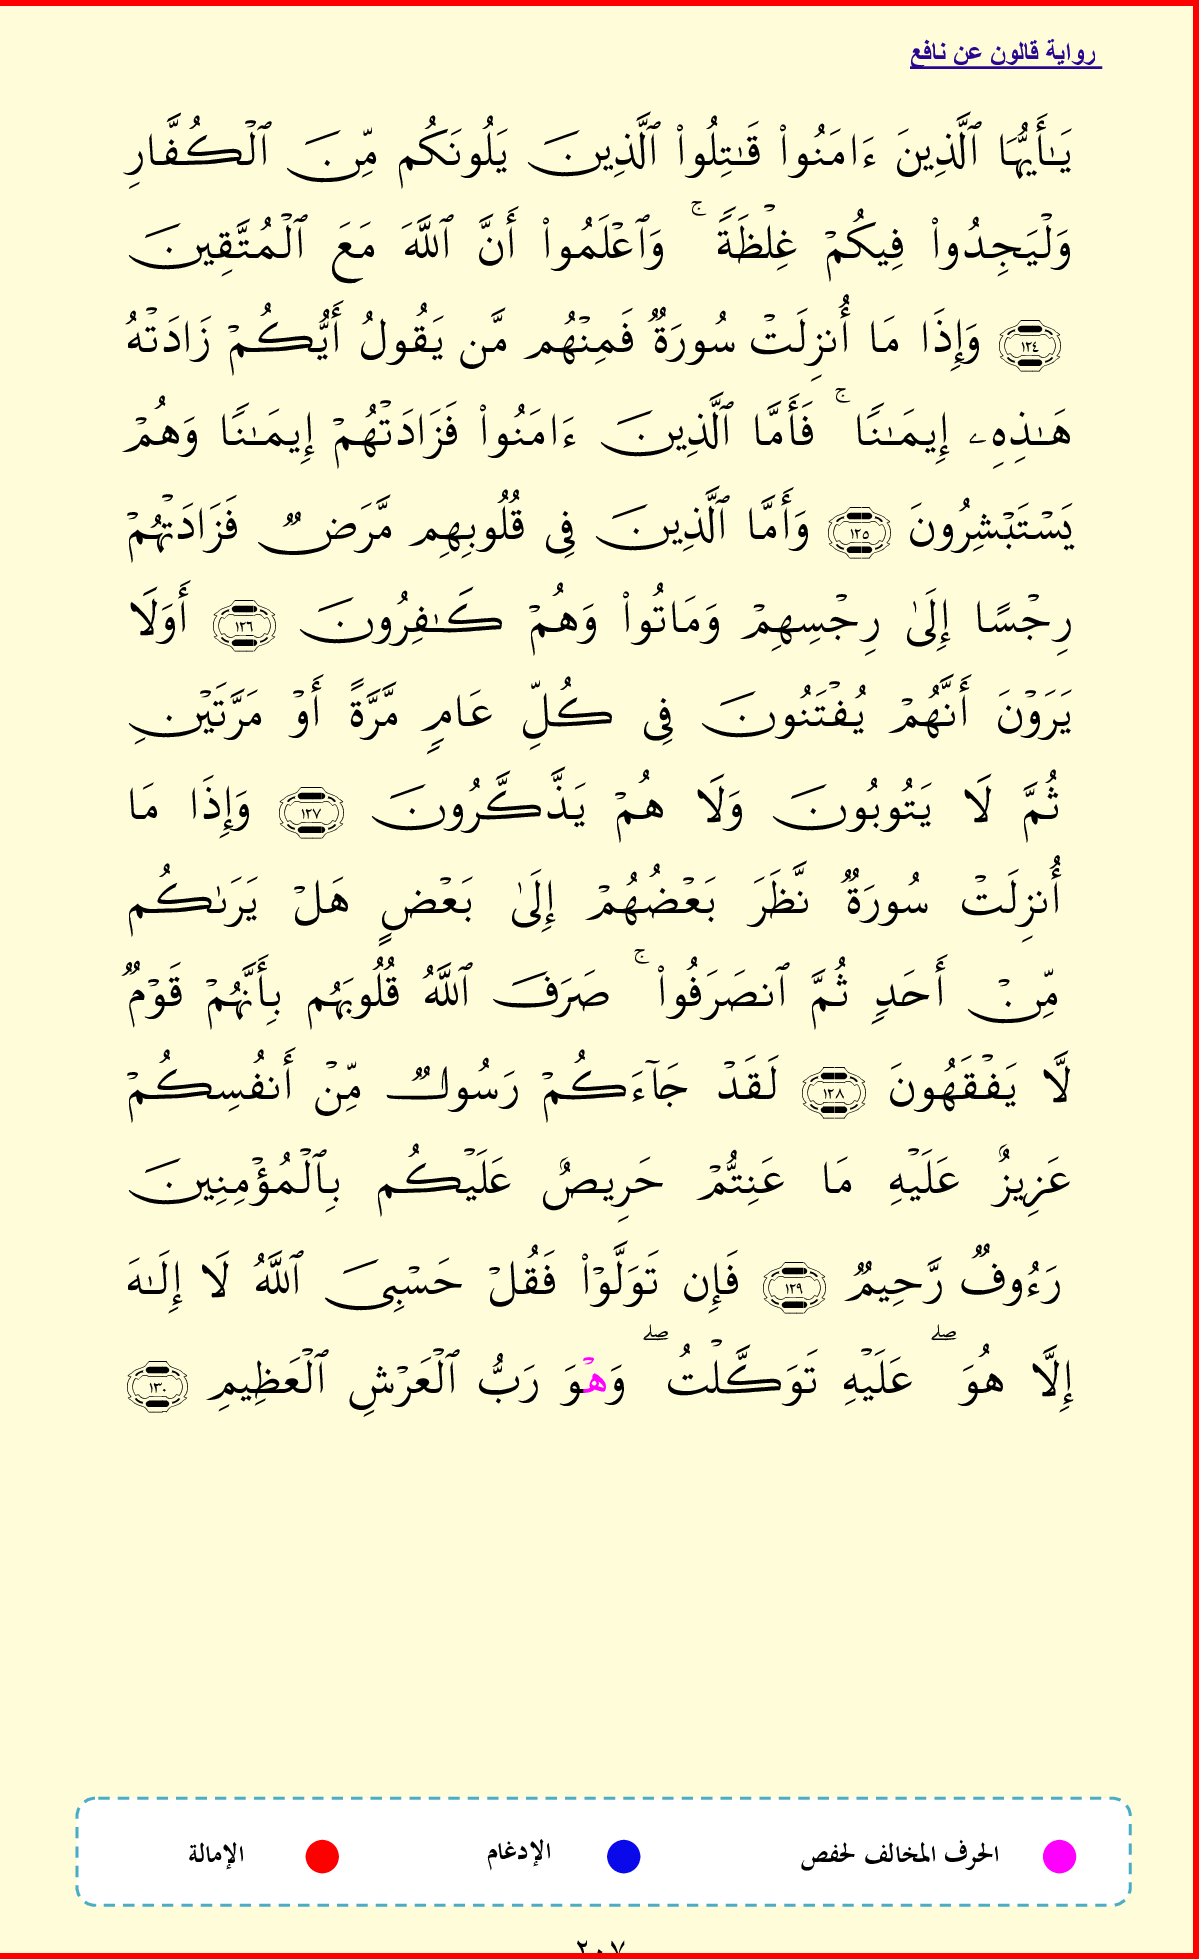 رواية قالون عن نافع
يَـٰٓأَيُّهَا ٱلَّذِينَ ءَامَنُوا۟ قَـٰتِلُوا۟ ٱلَّذِينَ يَلُونَكُم مِّنَ ٱلْكُفَّارِ
وَلْيَجِدُوا۟ فِيكُمْ غِلْظَةً ۚ وَٱعْلَمُوا۟ أَنَّ ٱللَّهَ مَعَ ٱلْمُتَّقِينَ
١٢٤ وَإِذَا مَا أُنزِلَتْ سُورَةٌ فَمِنْهُم مَّن يَقُولُ أَيُّكُمْ زَادَتْهُ
هَـٰذِهِۦ إِيمَـٰنًا ۚ فَأَمَّا ٱلَّذِينَ ءَامَنُوا۟ فَزَادَتْهُمْ إِيمَـٰنًا وَهُمْ
يَسْتَبْشِرُونَ ١٢٥ وَأَمَّا ٱلَّذِينَ فِى قُلُوبِهِم مَّرَضٌ فَزَادَتْهُمْ
رِجْسًا إِلَىٰ رِجْسِهِمْ وَمَاتُوا۟ وَهُمْ كَـٰفِرُونَ ١٢٦ أَوَلَا
يَرَوْنَ أَنَّهُمْ يُفْتَنُونَ فِى كُلِّ عَامٍ مَّرَّةً أَوْ مَرَّتَيْنِ
ثُمَّ لَا يَتُوبُونَ وَلَا هُمْ يَذَّكَّرُونَ ١٢٧ وَإِذَا مَا
أُنزِلَتْ سُورَةٌ نَّظَرَ بَعْضُهُمْ إِلَىٰ بَعْضٍ هَلْ يَرَىٰكُم
مِّنْ أَحَدٍ ثُمَّ ٱنصَرَفُوا۟ ۚ صَرَفَ ٱللَّهُ قُلُوبَهُم بِأَنَّهُمْ قَوْمٌ
لَّا يَفْقَهُونَ ١٢٨ لَقَدْ جَآءَكُمْ رَسُولٌ مِّنْ أَنفُسِكُمْ
عَزِيزٌ عَلَيْهِ مَا عَنِتُّمْ حَرِيصٌ عَلَيْكُم بِٱلْمُؤْمِنِينَ
رَءُوفٌ رَّحِيمٌ ١٢٩ فَإِن تَوَلَّوْا۟ فَقُلْ حَسْبِىَ ٱللَّهُ لَا إِلَـٰهَ
إِلَّا هُوَ ۖ عَلَيْهِ تَوَكَّلْتُ ۖ وَهْوَ رَبُّ ٱلْعَرْشِ ٱلْعَظِيمِ ١٣٠
الحرف المخالف لحفص الإدغام الإمالة
٢٠٧